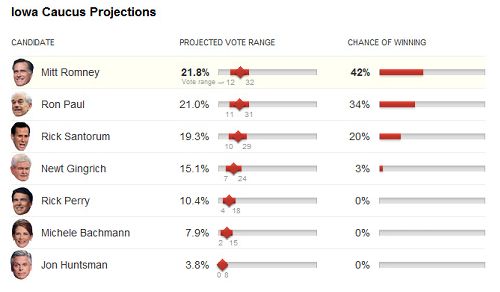 Iowa Caucus Projections
CANDIDATE PROJECTED VOTE RANGE CHANCE OF WINNING
Mitt Romney 21.8% 42%
Vote range 12 32
Ron Paul 21.0% 34%
11 31
Rick Santorum 19.3% 20%
10 29
Newt Gingrich 15.1% 3%
7 24
Rick Perry 10.4% 0%
4 18
Michele Bachmann 7.9% 0%
2 15
Jon Huntsman 3.8% 0%
0 8